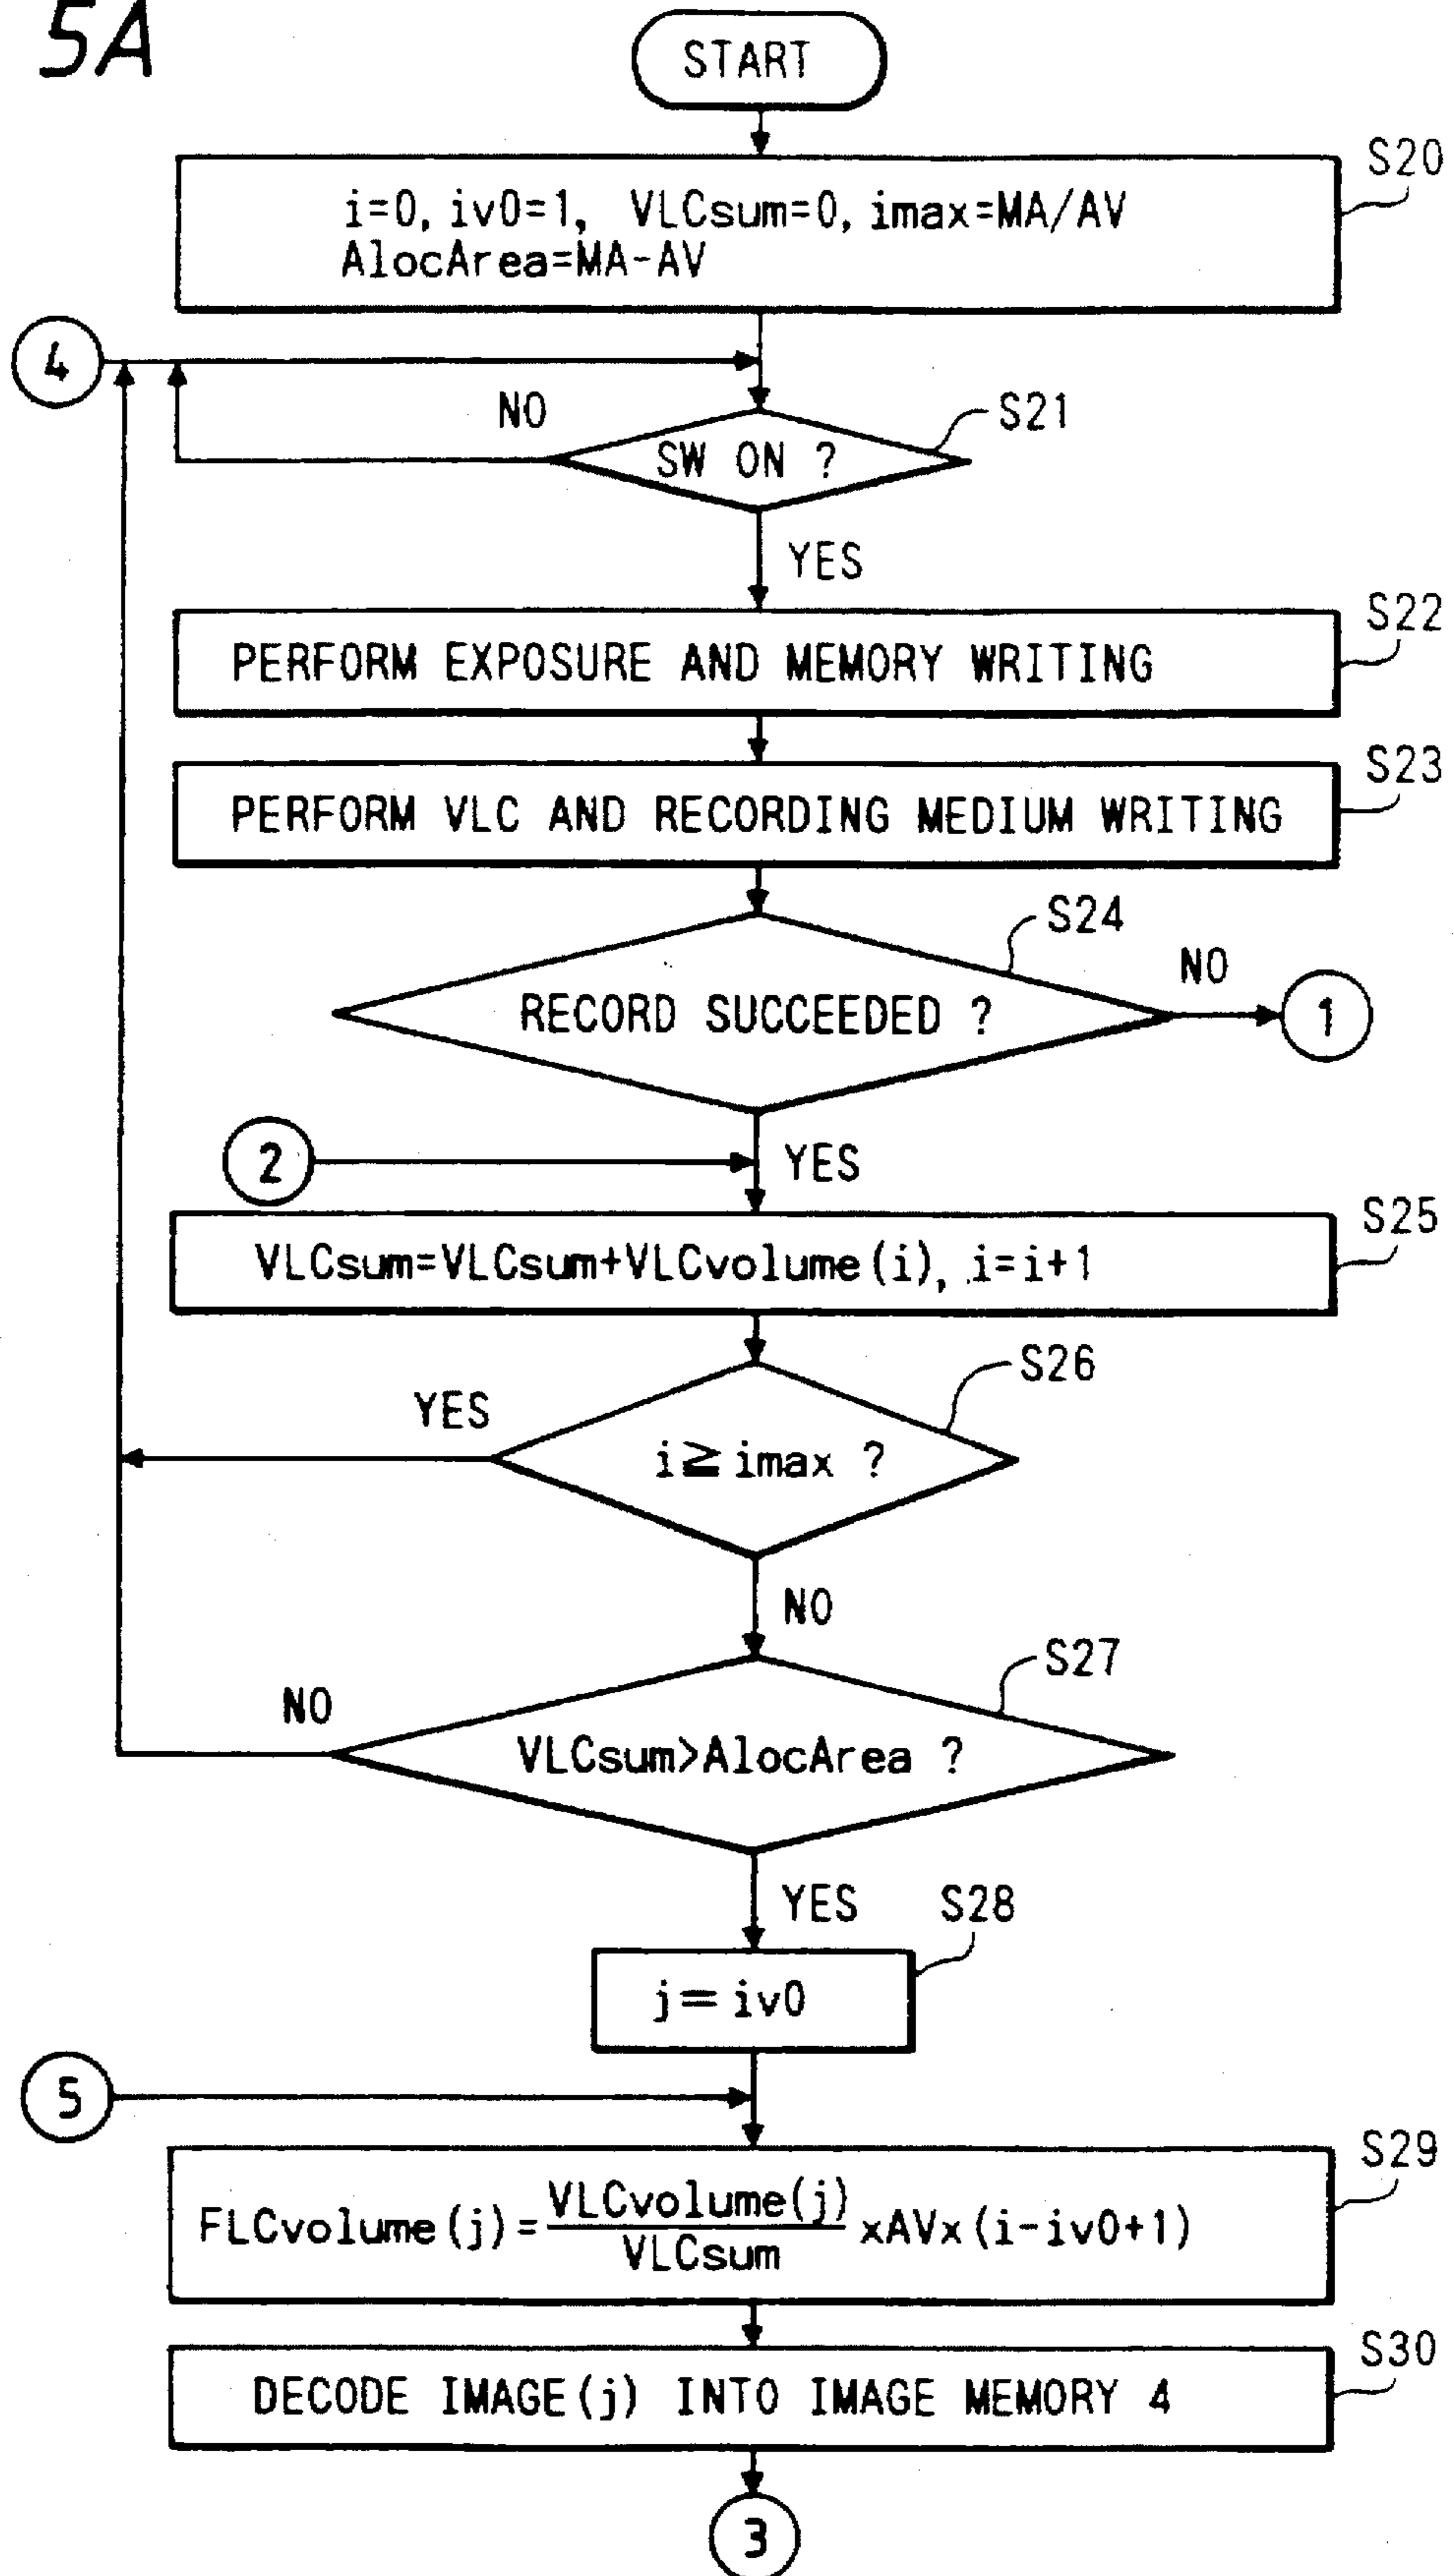 5A
START
S20
i=0, iv0=1, VLCsum=0, imax=MA/AV
AlocArea=MA-AV
4
NO
S21
SW ON ?
YES
S22
PERFORM EXPOSURE AND MEMORY WRITING
S23
PERFORM VLC AND RECORDING MEDIUM WRITING
S24
NO
RECORD SUCCEEDED ?
1
2
YES
S25
VLCsum=VLCsum+VLCvolume(i), i=i+1
S26
YES
i≧imax ?
NO
S27
NO
VLCsum>AlocArea ?
YES
S28
j=iv0
5
S29
FLCvolume(j)=VLCvolume(j)/VLCsum xAVx(i-iv0+1)
S30
DECODE IMAGE(j) INTO IMAGE MEMORY 4
3